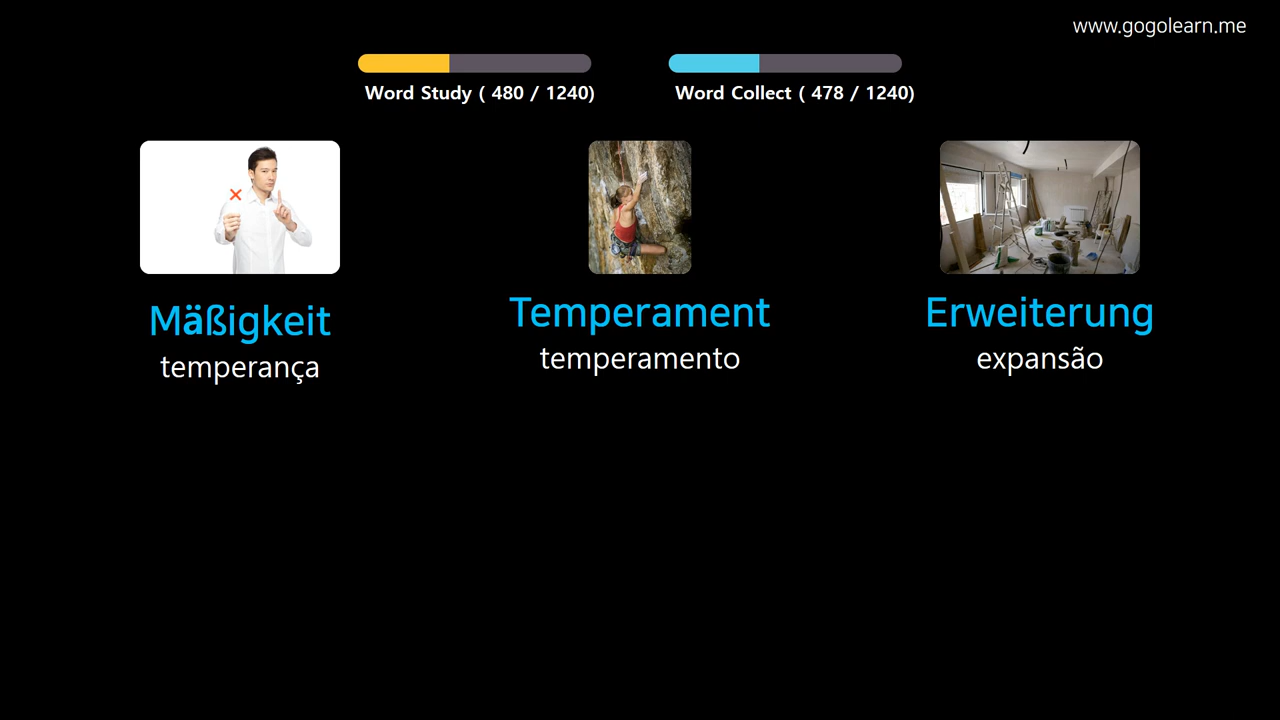 www.gogolearn.me
Word Study ( 480 / 1240)
Word Collect ( 478 / 1240)
Mäßigkeit
temperança
Temperament
temperamento
Erweiterung
expansão